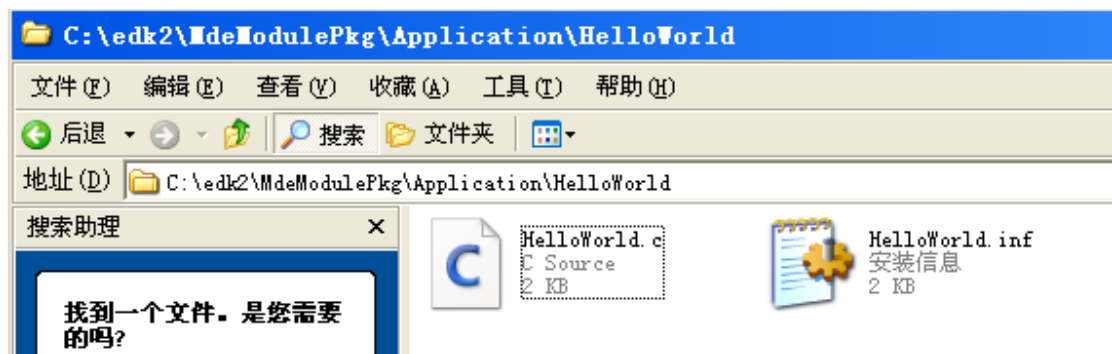 C:\edk2\MdeModulePkg\Application\HelloWorld
文件(F) 编辑(E) 查看(V) 收藏(A) 工具(T) 帮助(H)
后退 搜索 文件夹
地址(D) C:\edk2\MdeModulePkg\Application\HelloWorld
搜索助理
找到一个文件。是您需要
的吗?
HelloWorld.c
C Source
2 KB
HelloWorld.inf
安装信息
2 KB